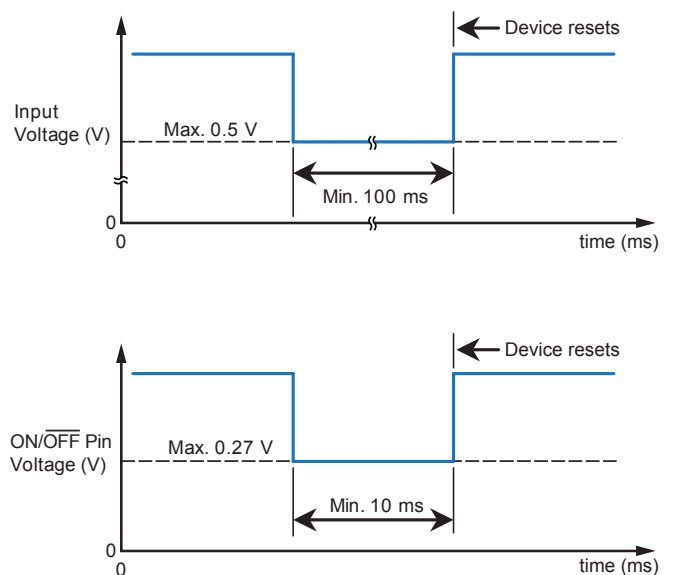 Device resets
Input
Voltage (V)
Max. 0.5 V
Min. 100 ms
0
0
time (ms)
Device resets
ON/OFF Pin
Voltage (V)
Max. 0.27 V
Min. 10 ms
0
0
time (ms)